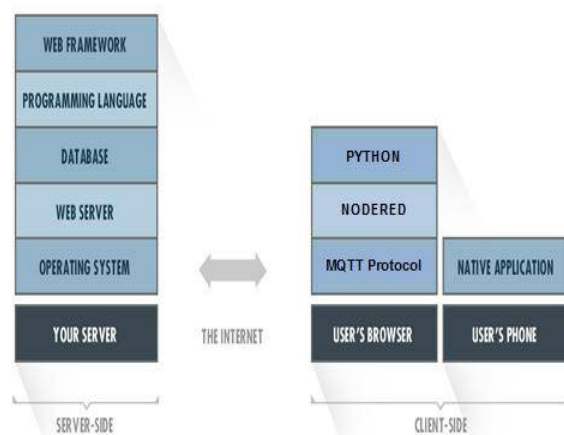 WEB FRAMEWORK
PROGRAMMING LANGUAGE
DATABASE
WEB SERVER
OPERATING SYSTEM
YOUR SERVER
SERVER-SIDE
THE INTERNET
PYTHON
NODERED
MQTT Protocol
USER'S BROWSER
NATIVE APPLICATION
USER'S PHONE
CLIENT-SIDE